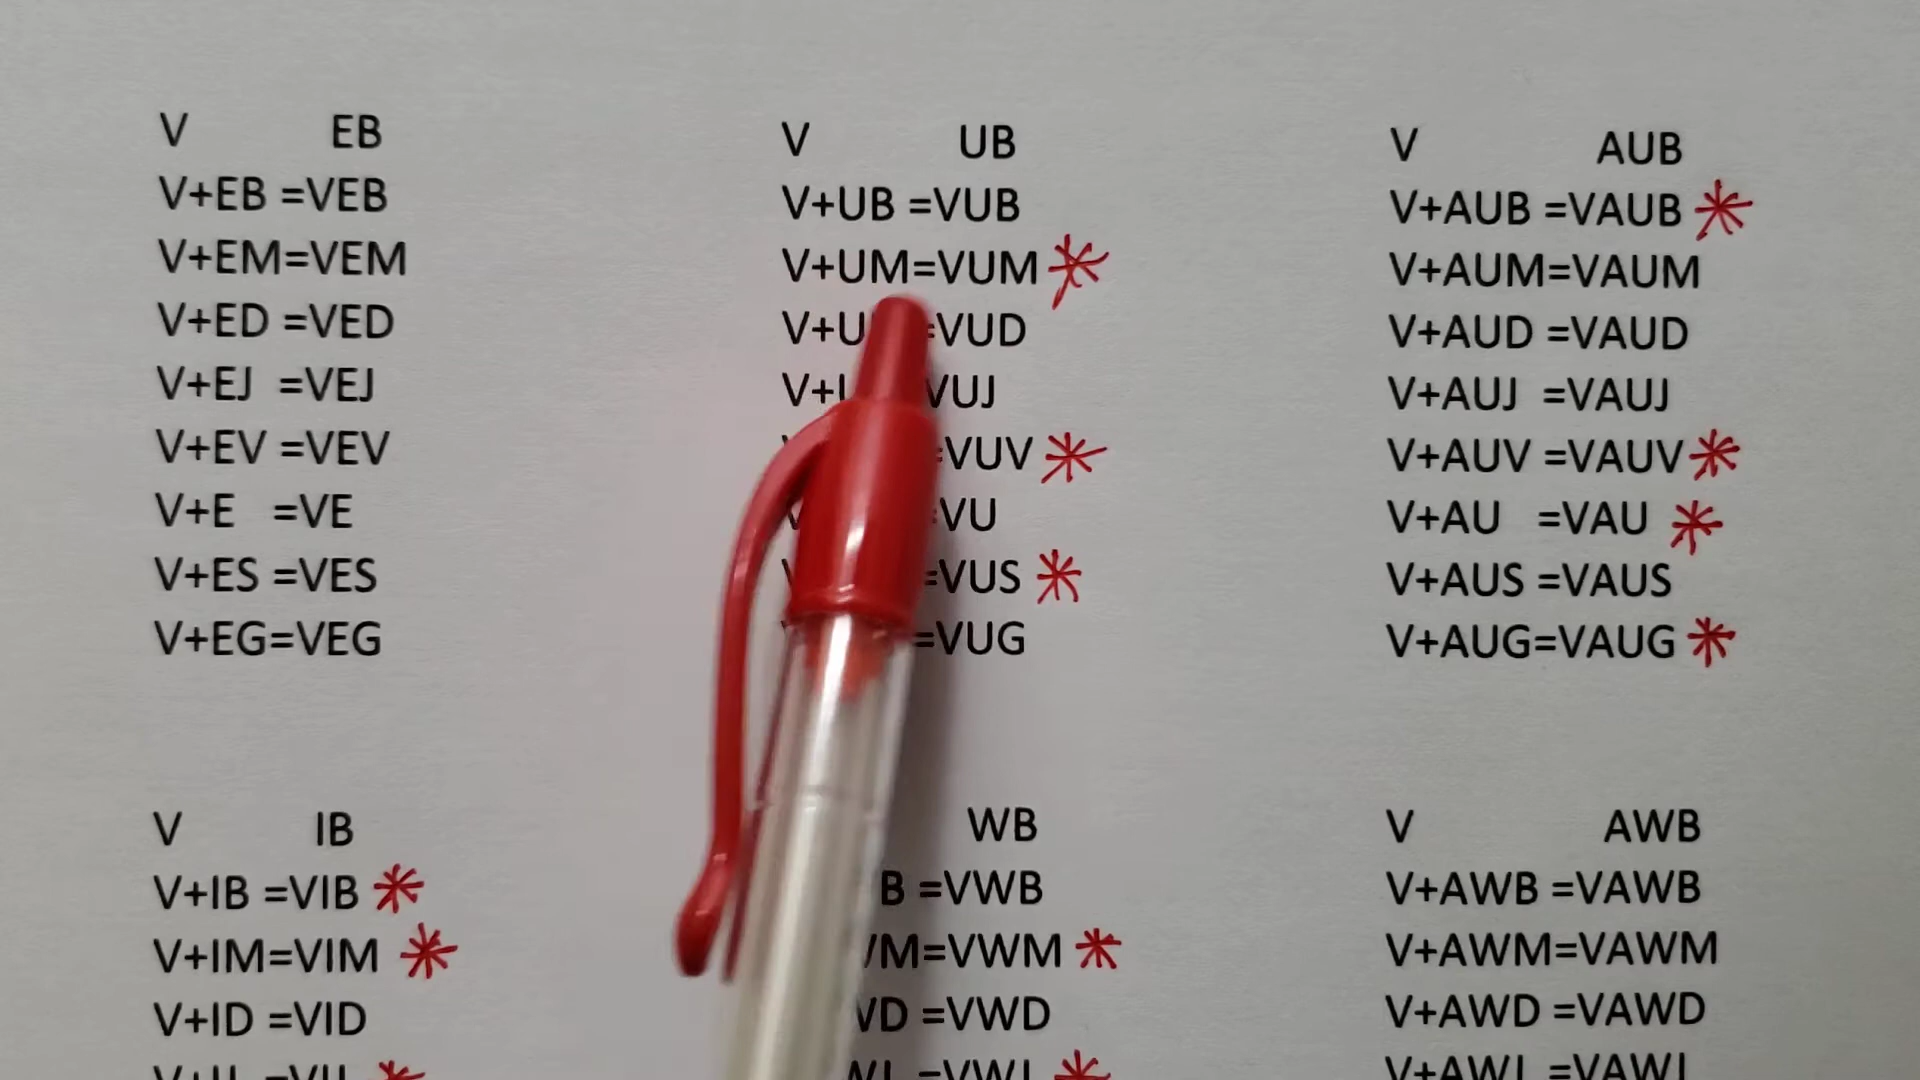 V EB
V+EB =VEB
V+EM=VEM
V+ED =VED
V+EJ =VEJ
V+EV =VEV
V+E =VE
V+ES =VES
V+EG=VEG
V UB
V+UB =VUB
V+UM=VUM
V+U =VUD
V+ VUJ
=VUV
=VU
=VUS
=VUG
V AUB
V+AUB =VAUB
V+AUM=VAUM
V+AUD =VAUD
V+AUJ =VAUJ
V+AUV =VAUV
V+AU =VAU
V+AUS =VAUS
V+AUG=VAUG
V IB
V+IB =VIB
V+IM=VIM
V+ID =VID
WB
B =VWB
M=VWM
WD =VWD
V AWB
V+AWB =VAWB
V+AWM=VAWM
V+AWD =VAWD